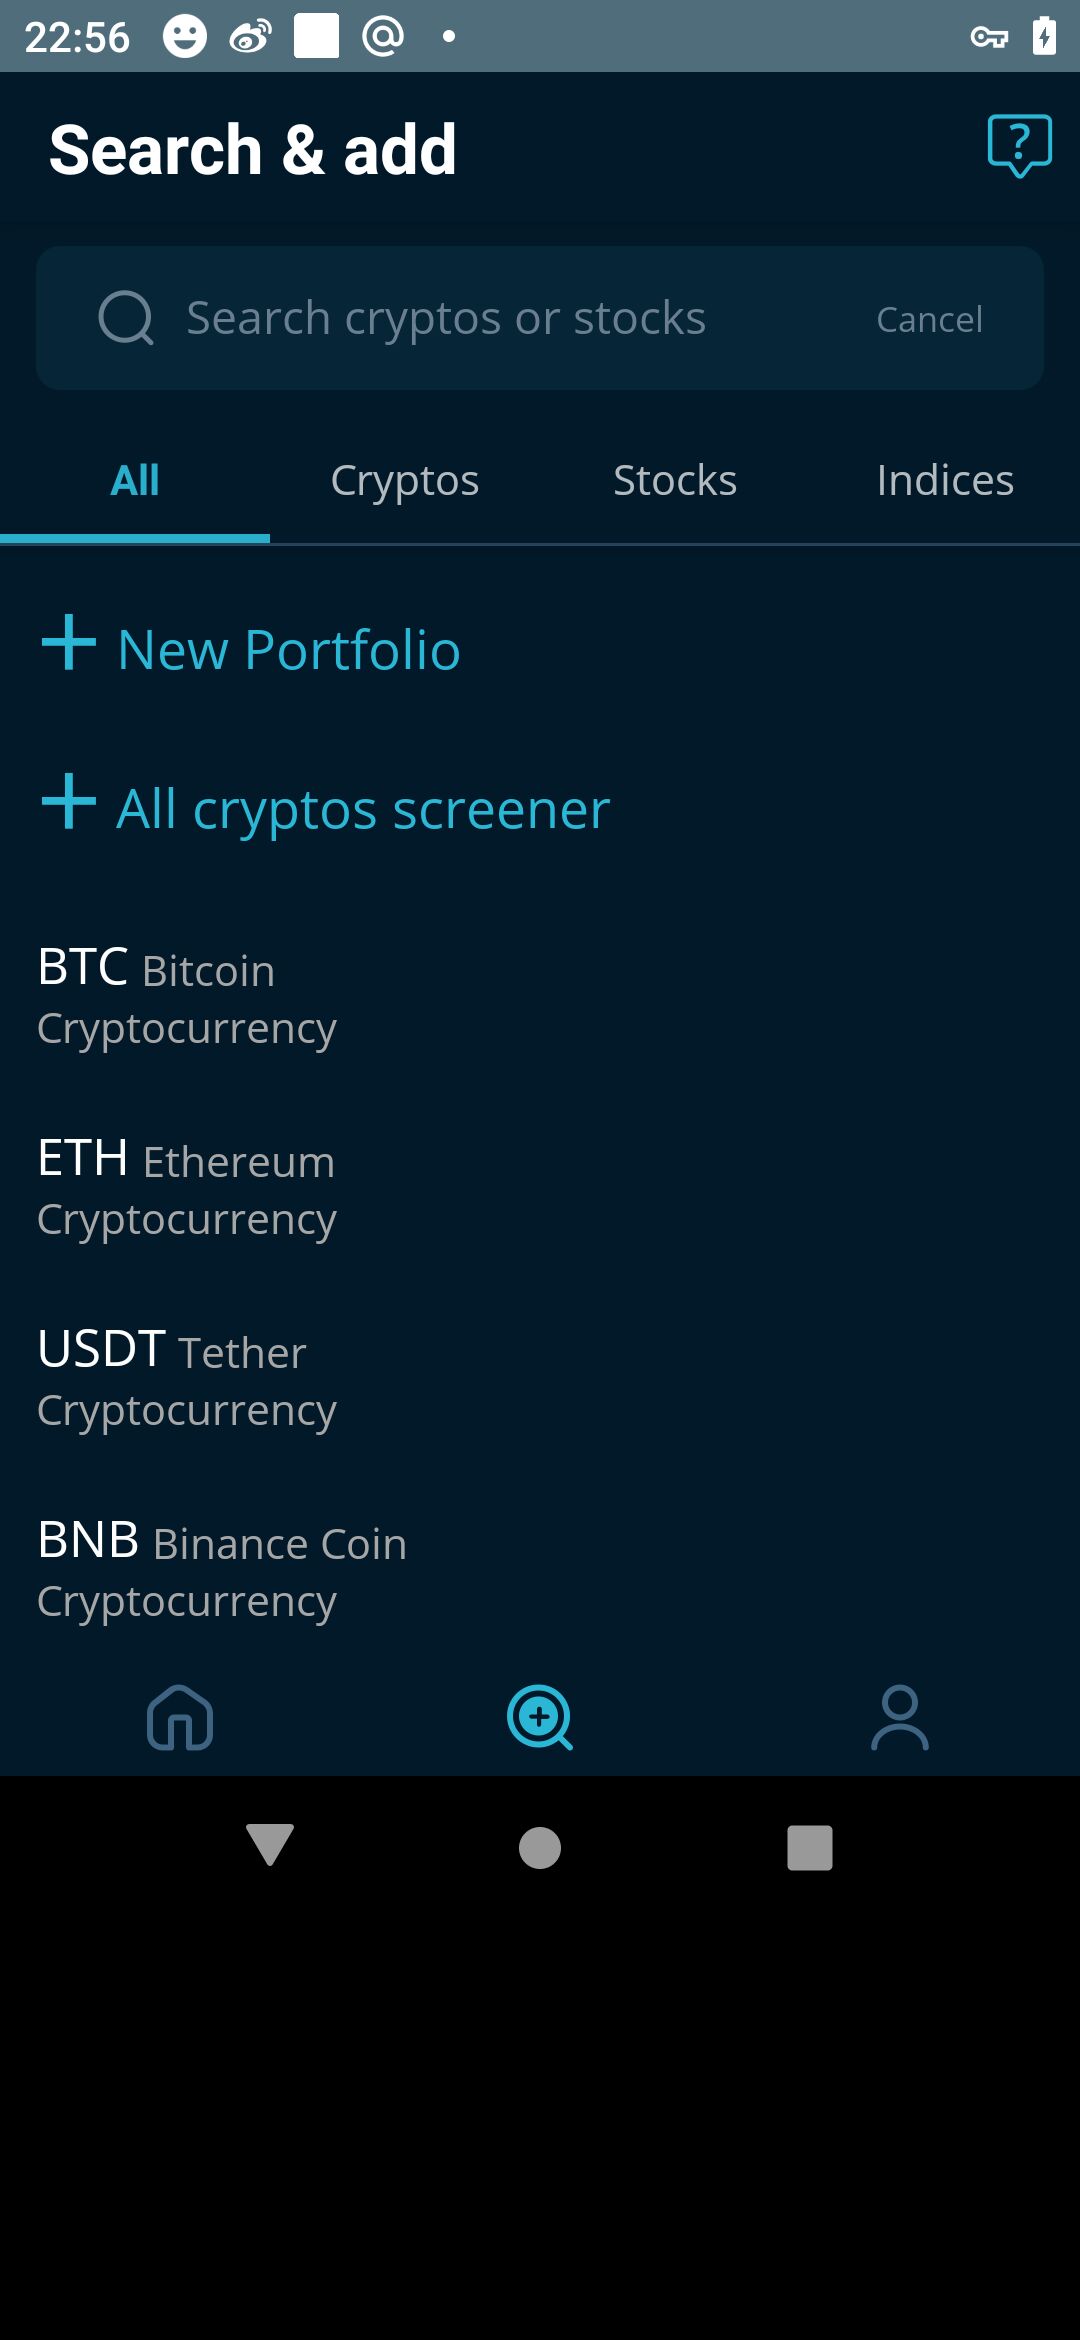 22:56
Search & add
Search cryptos or stocks Cancel
All Cryptos Stocks Indices
New Portfolio
All cryptos screener
BTC Bitcoin
Cryptocurrency
ETH Ethereum
Cryptocurrency
USDT Tether
Cryptocurrency
BNB Binance Coin
Cryptocurrency